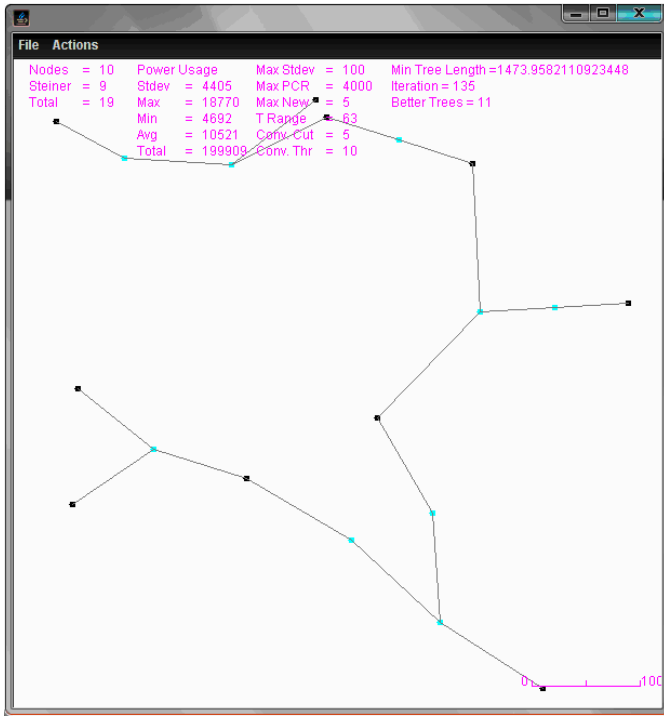 File Actions
Nodes = 10 Power Usage Max Stdev = 100 Min Tree Length =1473.9582110923448
Steiner = 9 Stdev = 4405 Max PCR = 4000 Iteration = 135
Total = 19 Max = 18770 Max New = 5 Better Trees = 11
Min = 4692 T Range = 63
Avg = 10521 Conv. Cut = 5
Total = 199909 Conv. Thr = 10
0 100